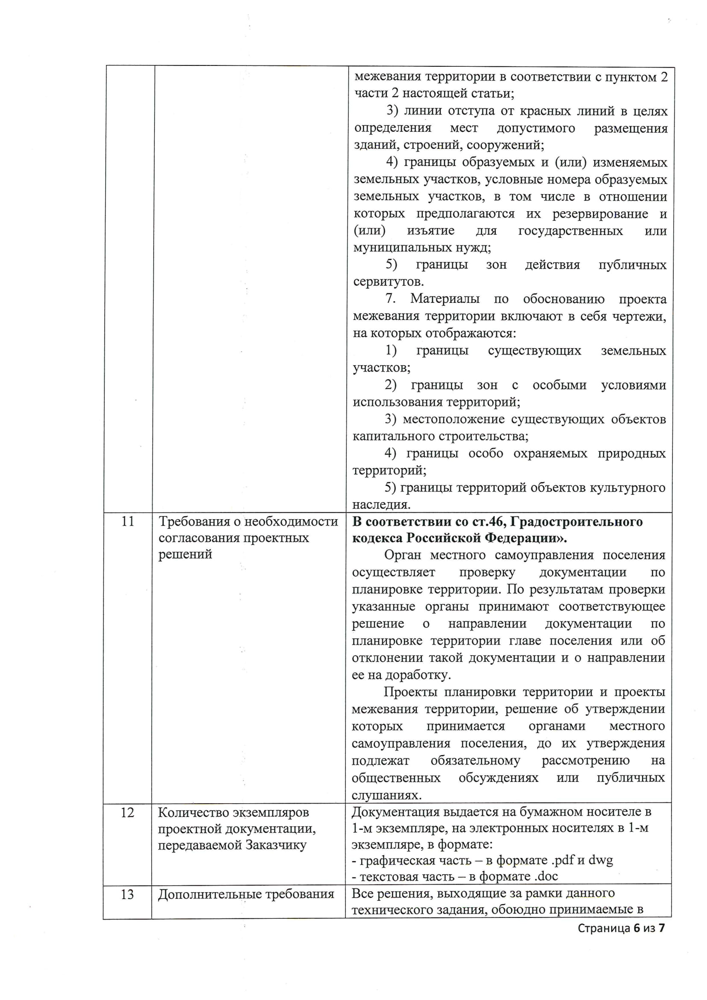 межевания территории в соответствии с пунктом 2
части 2 настоящей статьи;
3) линии отступа от красных линий в целях
определения мест допустимого размещения
зданий, строений, сооружений;
4) границы образуемых и (или) изменяемых
земельных участков, условные номера образуемых
земельных участков, в том числе в отношении
которых предполагаются их резервирование и
(или) изъятие для государственных или
муниципальных нужд;
5) границы зон действия публичных
сервитутов.
7. Материалы по обоснованию проекта
межевания территории включают в себя чертежи,
на которых отображаются:
1) границы существующих земельных
участков;
2) границы зон с особыми условиями
использования территорий;
3) местоположение существующих объектов
капитального строительства;
4) границы особо охраняемых природных
территорий;
5) границы территорий объектов культурного
наследия.
11
Требования о необходимости
согласования проектных
решений
В соответствии со ст.46, Градостроительного
кодекса Российской Федерации».
Орган местного самоуправления поселения
осуществляет проверку документации по
планировке территории. По результатам проверки
указанные органы принимают соответствующее
решение о направлении документации по
планировке территории главе поселения или об
отклонении такой документации и о направлении
ее на доработку.
Проекты планировки территории и проекты
межевания территории, решение об утверждении
которых принимается органами местного
самоуправления поселения, до их утверждения
подлежат обязательному рассмотрению на
общественных обсуждениях или публичных
слушаниях.
12
Количество экземпляров
проектной документации,
передаваемой Заказчику
Документация выдается на бумажном носителе в
1-м экземпляре, на электронных носителях в 1-м
экземпляре, в формате:
- графическая часть – в формате .pdf и dwg
- текстовая часть – в формате .doc
13
Дополнительные требования
Все решения, выходящие за рамки данного
технического задания, обоюдно принимаемые в
Страница 6 из 7